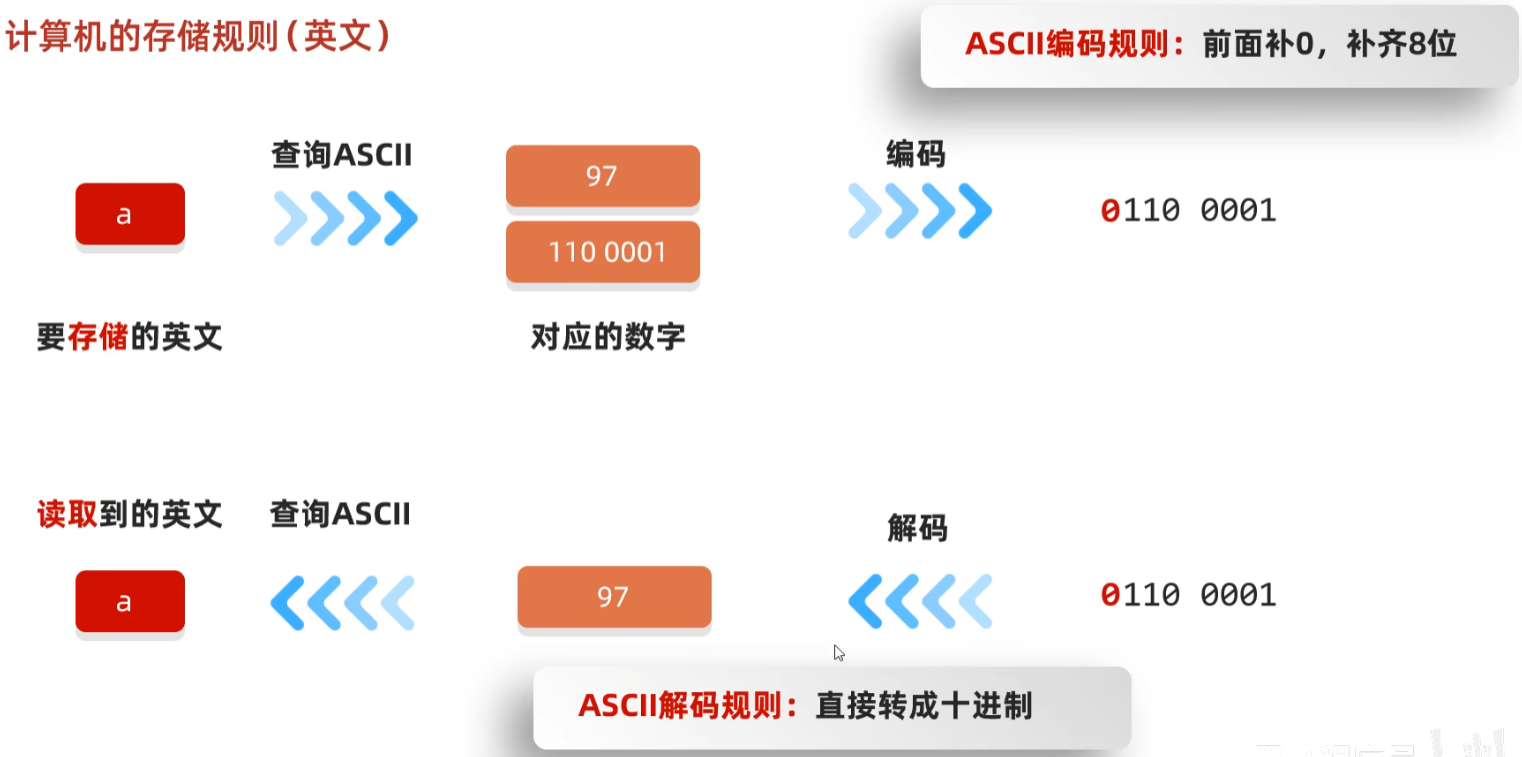 计算机的存储规则(英文)
ASCII编码规则：前面补0，补齐8位
查询ASCII
编码
a
97
110 0001
0110 0001
要存储的英文
对应的数字
读取到的英文
查询ASCII
解码
a
97
0110 0001
ASCII解码规则：直接转成十进制